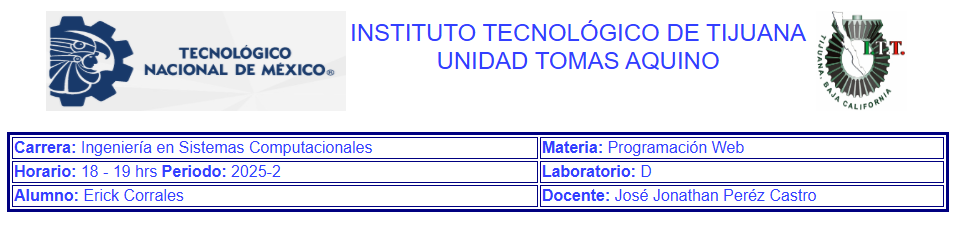 TECNOLÓGICO
NACIONAL DE MÉXICO®
INSTITUTO TECNOLÓGICO DE TIJUANA
UNIDAD TOMAS AQUINO
I.T.T.
TIJUANA, BAJA CALIFORNIA
Carrera: Ingeniería en Sistemas Computacionales
Materia: Programación Web
Horario: 18 - 19 hrs Periodo: 2025-2
Laboratorio: D
Alumno: Erick Corrales
Docente: José Jonathan Peréz Castro